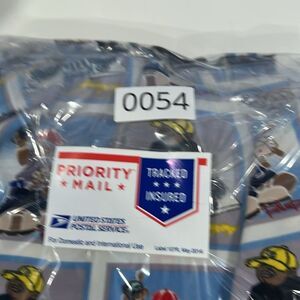 0054
PRIORITY®
★ MAIL ★
TRACKED
★★★
INSURED
UNITED STATES
POSTAL SERVICE®
For Domestic and International Use
Label 107R, May 2014